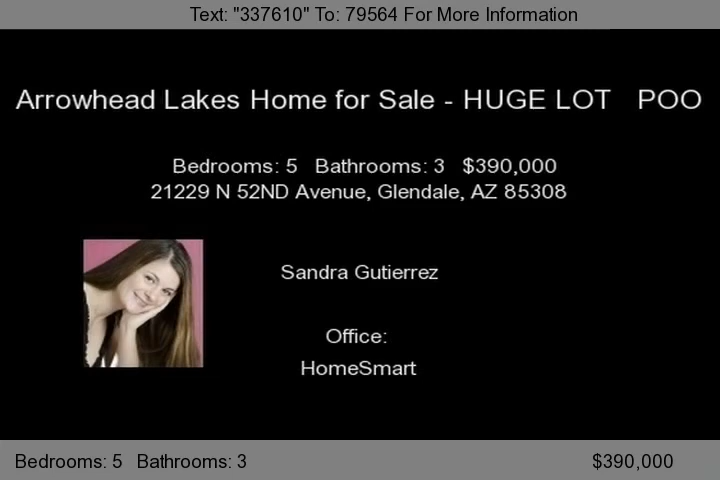 Text: "337610" To: 79564 For More Information
Arrowhead Lakes Home for Sale - HUGE LOT POO
Bedrooms: 5 Bathrooms: 3 $390,000
21229 N 52ND Avenue, Glendale, AZ 85308
Sandra Gutierrez
Office:
HomeSmart
Bedrooms: 5 Bathrooms: 3 $390,000